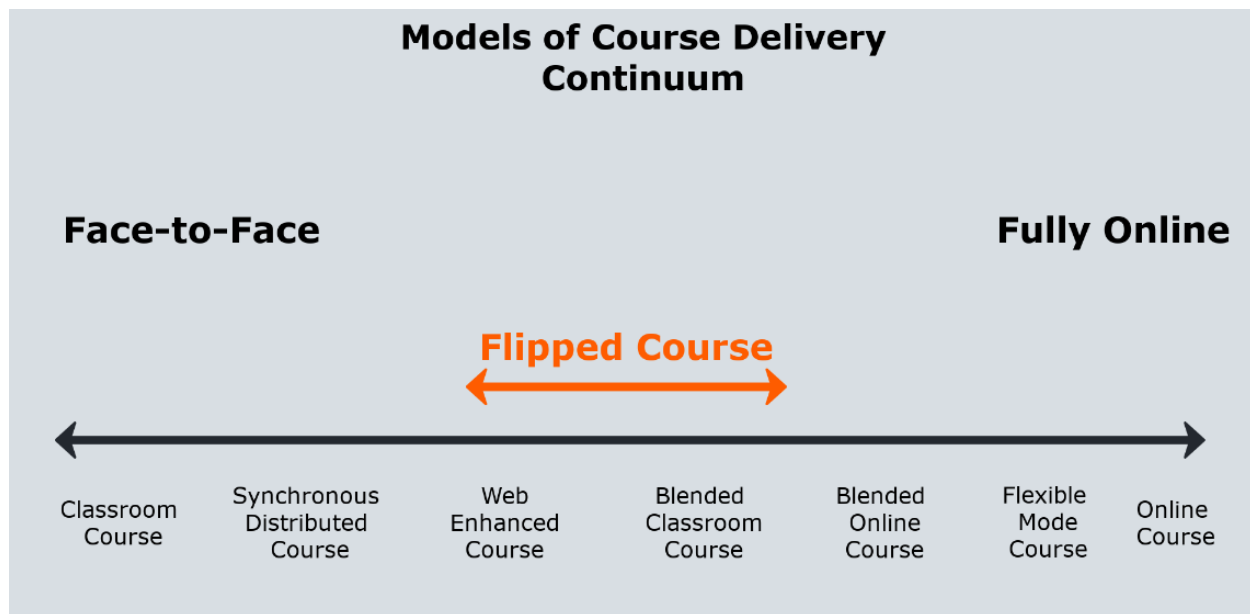 Models of Course Delivery
Continuum
Face-to-Face
Fully Online
Flipped Course
Classroom
Course
Synchronous
Distributed
Course
Web
Enhanced
Course
Blended
Classroom
Course
Blended
Online
Course
Flexible
Mode
Course
Online
Course